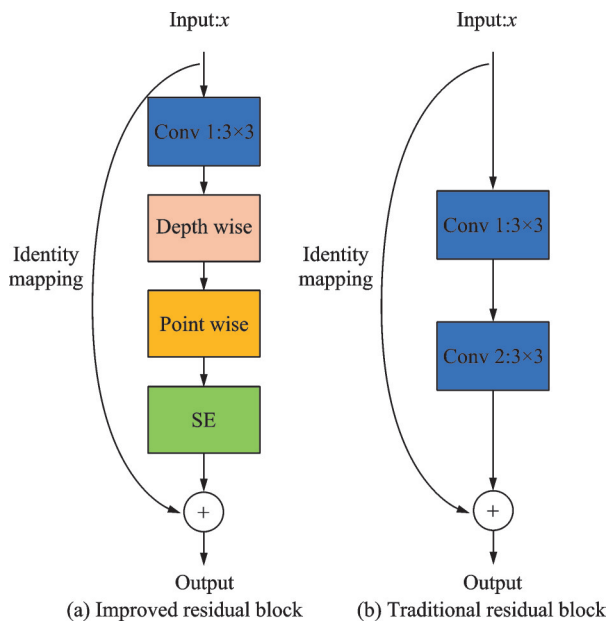 Input:x
Conv 1:3×3
Depth wise
Identity
mapping
Point wise
SE
+
Output
(a) Improved residual block
Input:x
Conv 1:3×3
Identity
mapping
Conv 2:3×3
+
Output
(b) Traditional residual block